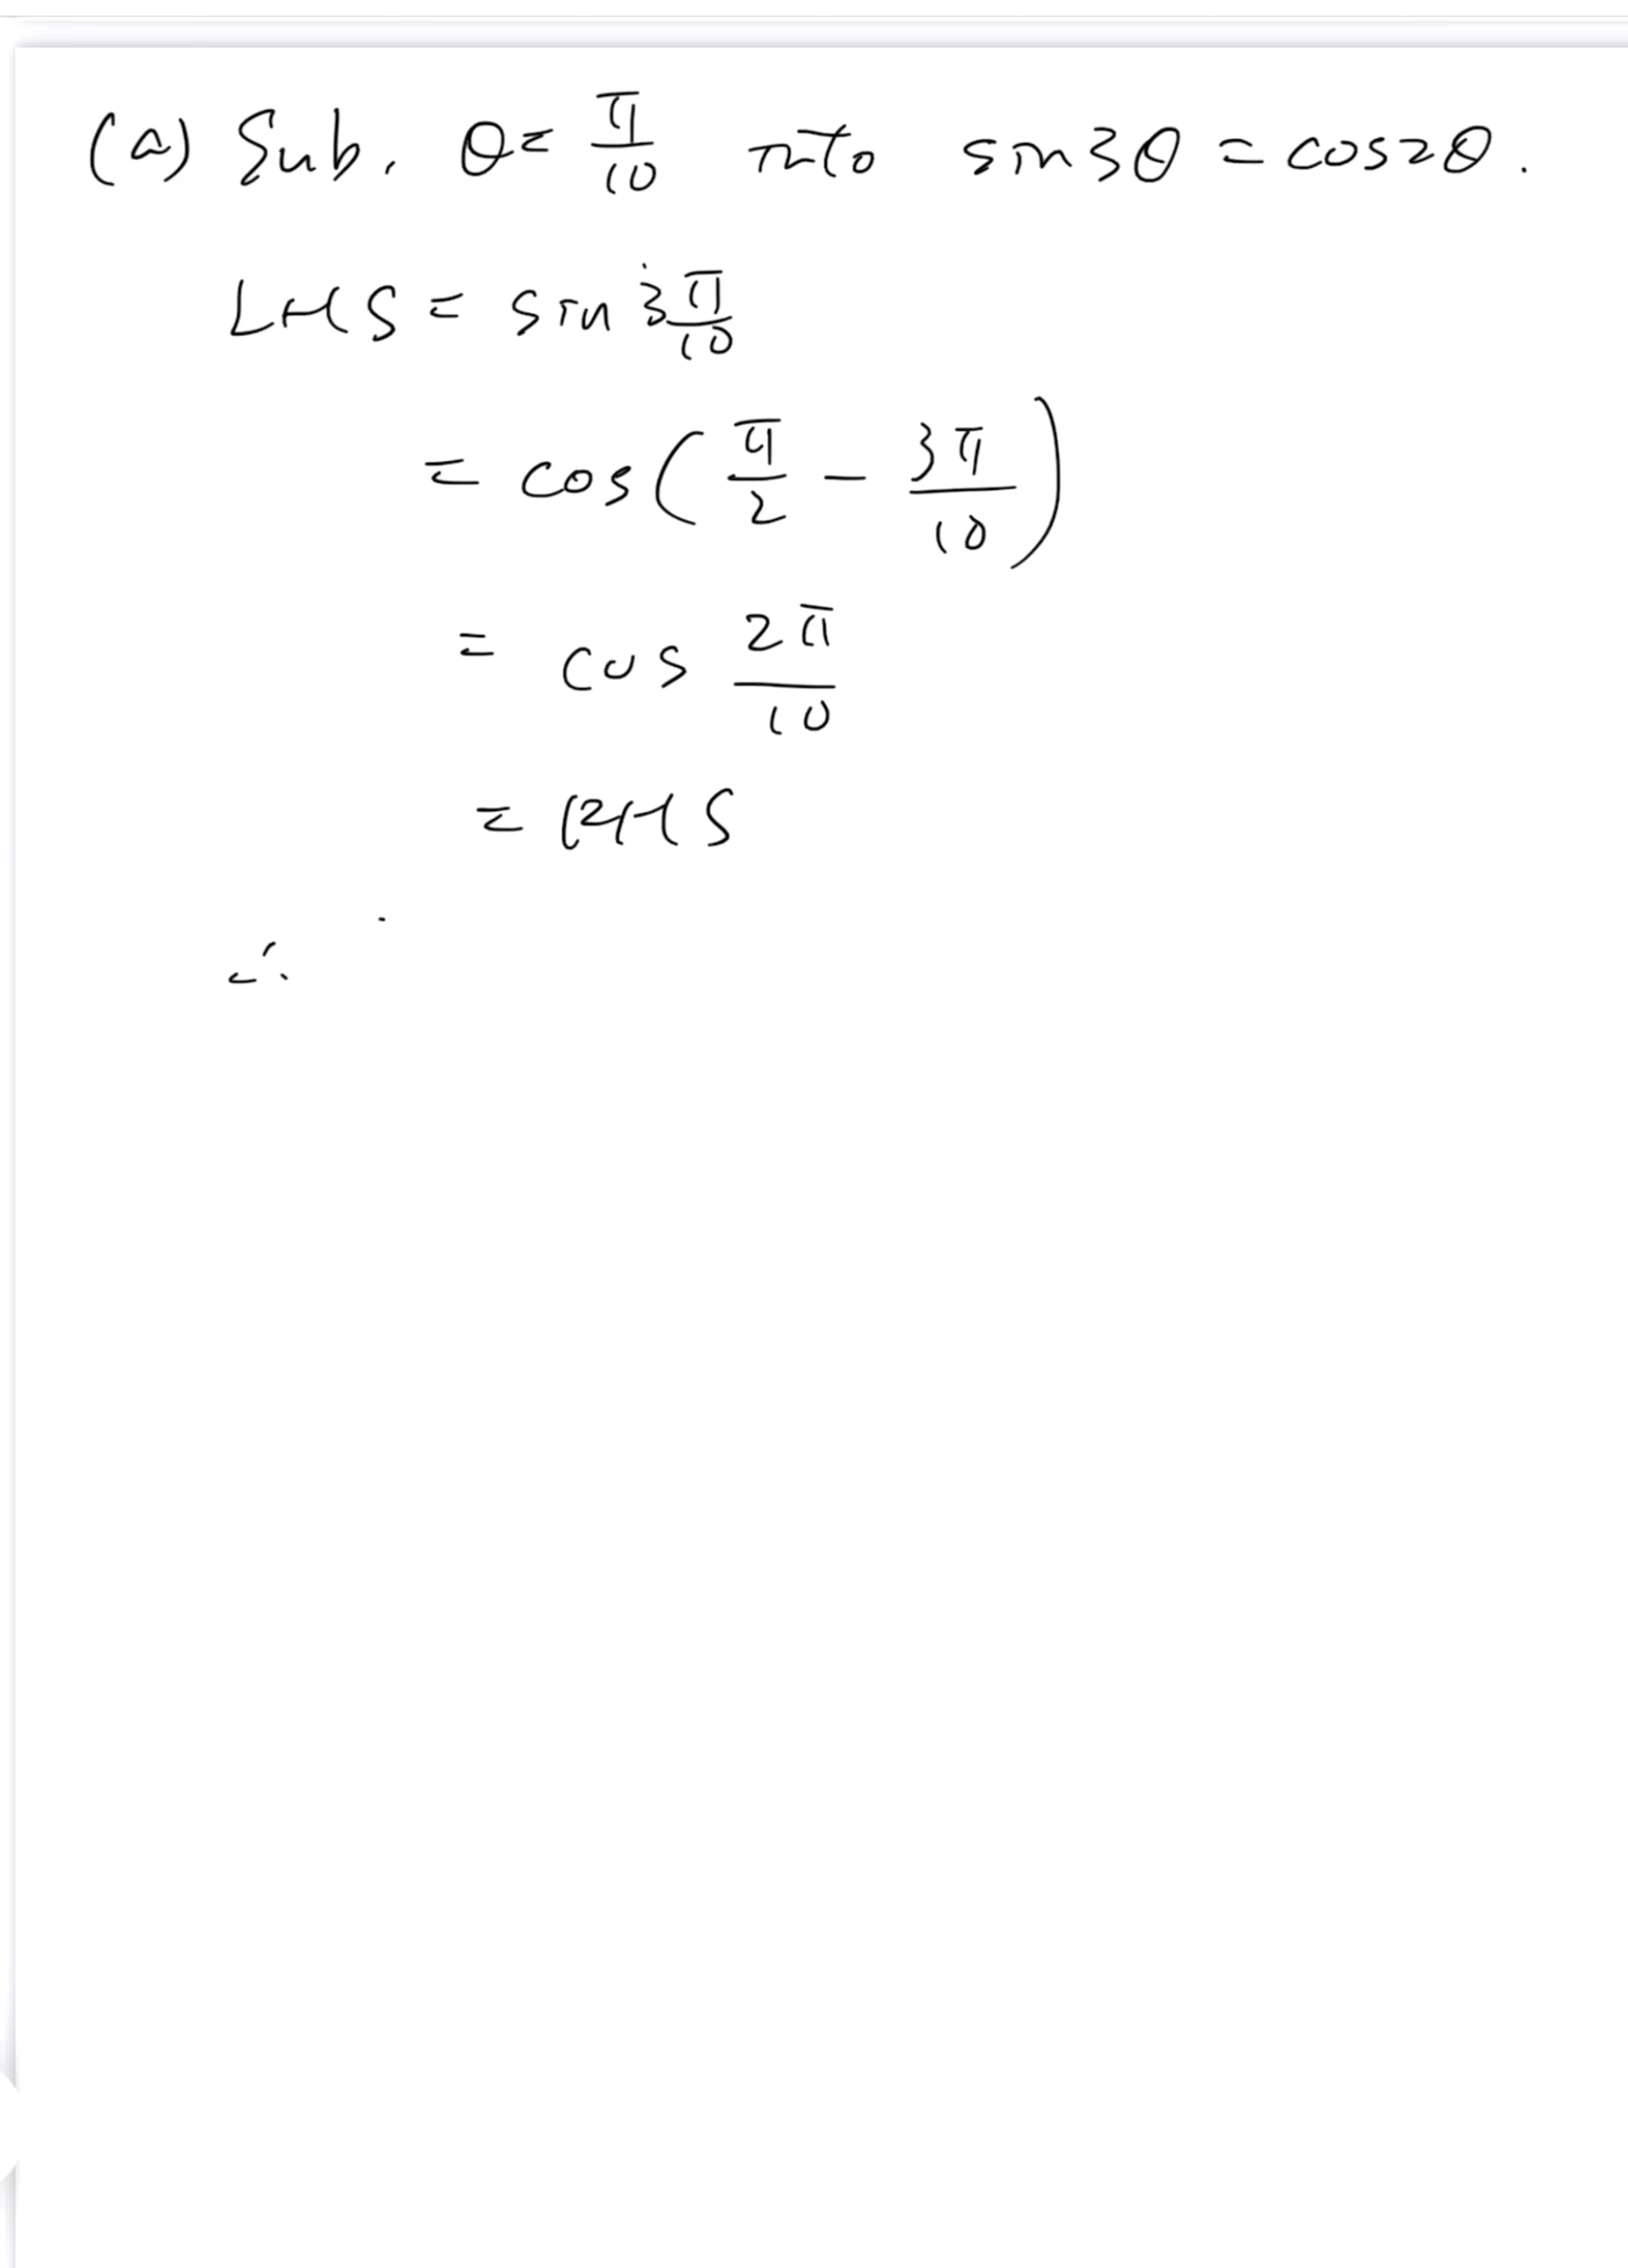 (a) Sub. θ = π/10 into sin3θ = cos2θ.
LHS = sin 3π/10
= cos(π/2 - 3π/10)
= cos 2π/10
= RHS
∴